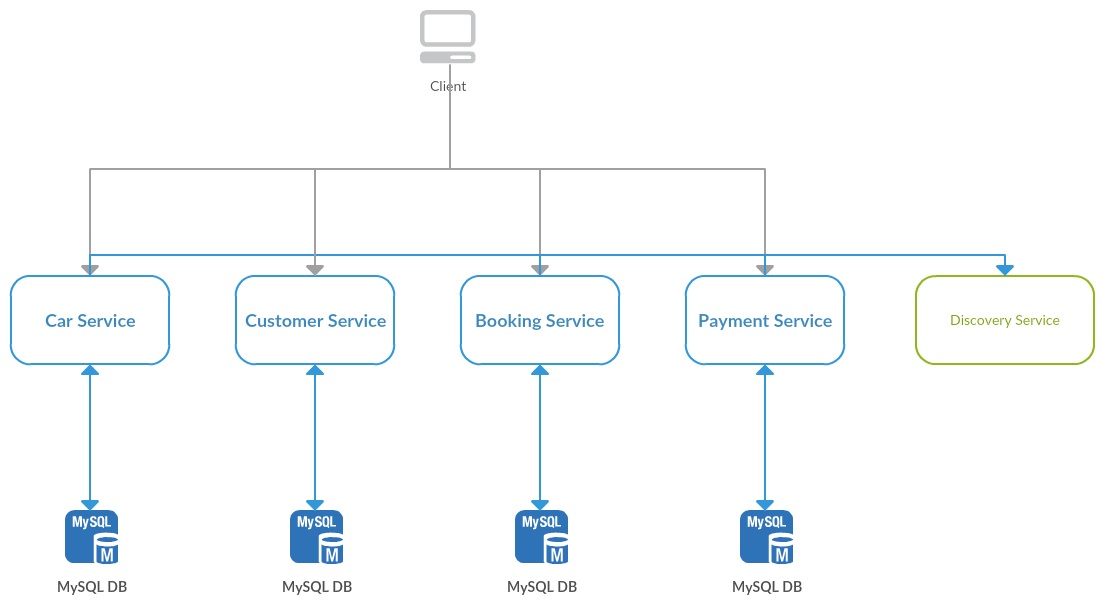 Client
Car Service
Customer Service
Booking Service
Payment Service
Discovery Service
MySQL
M
MySQL
M
MySQL
M
MySQL
M
MySQL DB
MySQL DB
MySQL DB
MySQL DB